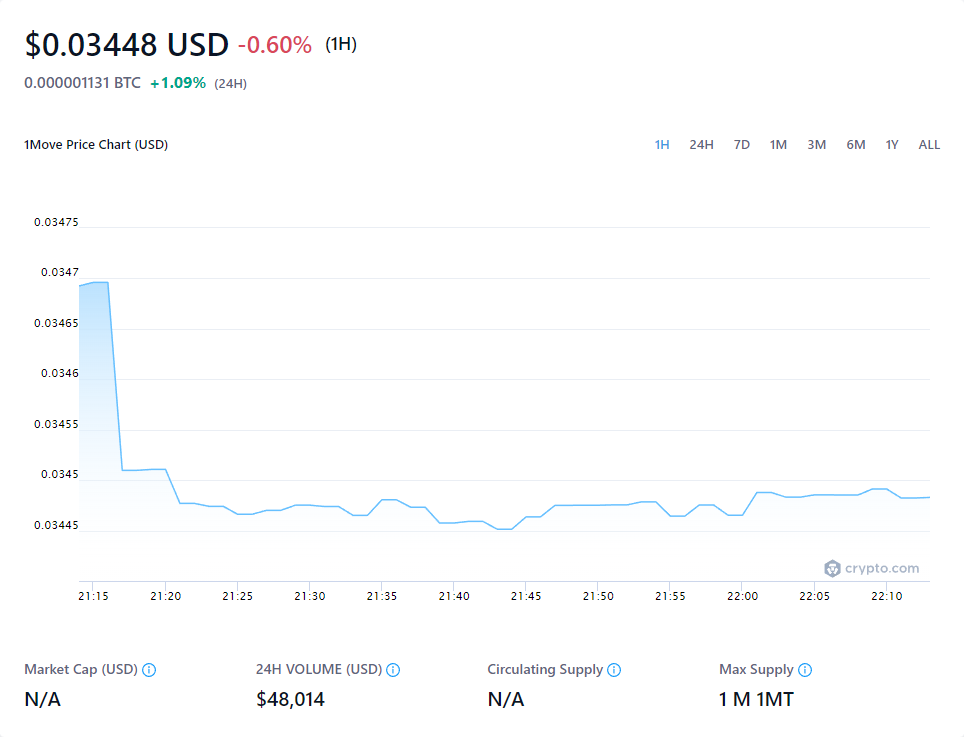 $0.03448 USD -0.60% (1H)
0.000001131 BTC +1.09% (24H)
1Move Price Chart (USD) 1H 24H 7D 1M 3M 6M 1Y ALL
0.03475
0.0347
0.03465
0.0346
0.03455
0.0345
0.03445
crypto.com
21:15 21:20 21:25 21:30 21:35 21:40 21:45 21:50 21:55 22:00 22:05 22:10
Market Cap (USD) 24H VOLUME (USD) Circulating Supply Max Supply
N/A $48,014 N/A 1 M 1MT